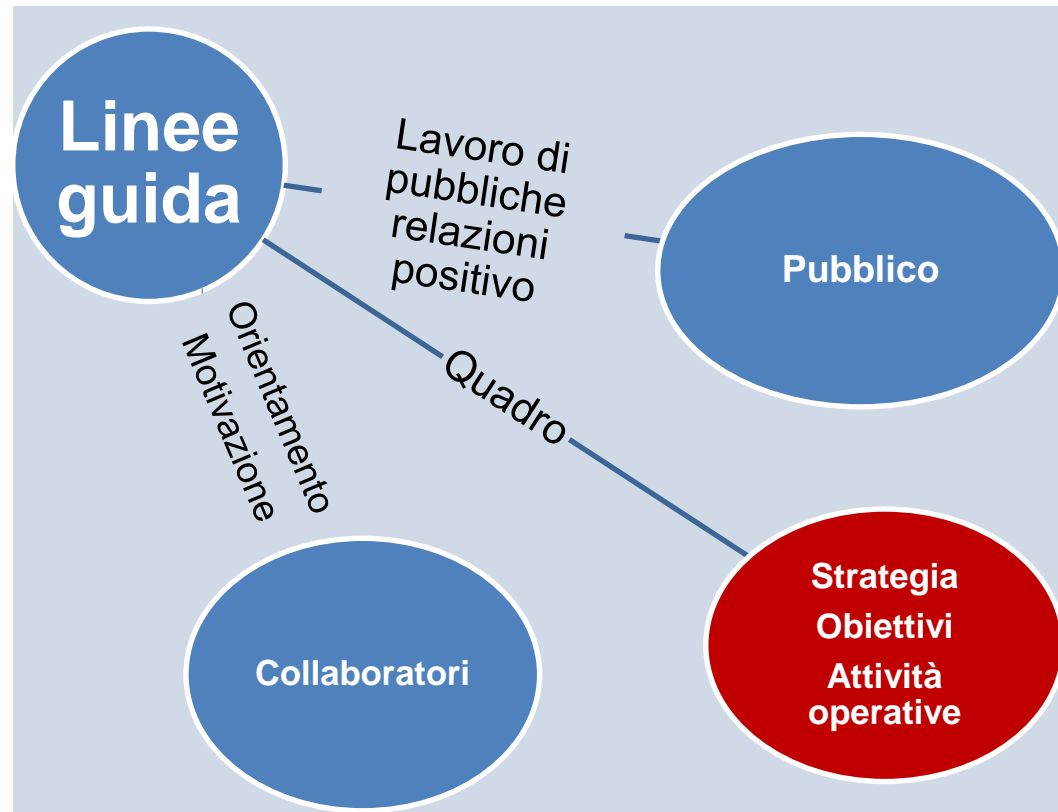 Linee
guida
Lavoro di
pubbliche
relazioni
positivo
Pubblico
Orientamento
Motivazione
Quadro
Collaboratori
Strategia
Obiettivi
Attività
operative